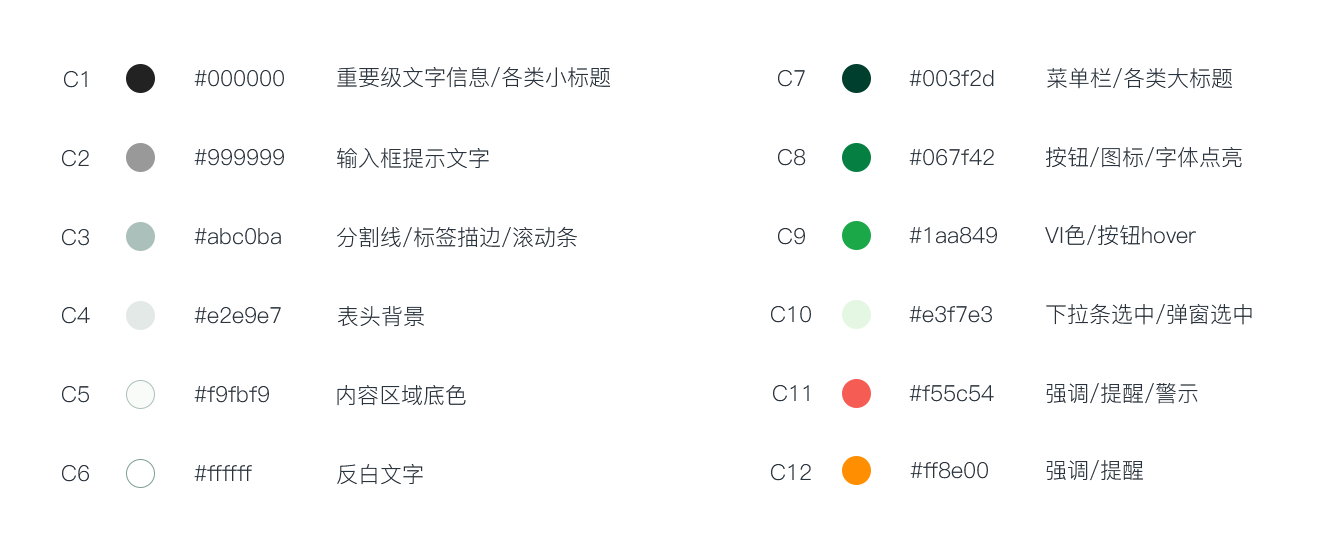 C1 #000000 重要级文字信息/各类小标题
C2 #999999 输入框提示文字
C3 #abc0ba 分割线/标签描边/滚动条
C4 #e2e9e7 表头背景
C5 #f9fbf9 内容区域底色
C6 #ffffff 反白文字
C7 #003f2d 菜单栏/各类大标题
C8 #067f42 按钮/图标/字体点亮
C9 #1aa849 VI色/按钮hover
C10 #e3f7e3 下拉条选中/弹窗选中
C11 #f55c54 强调/提醒/警示
C12 #ff8e00 强调/提醒